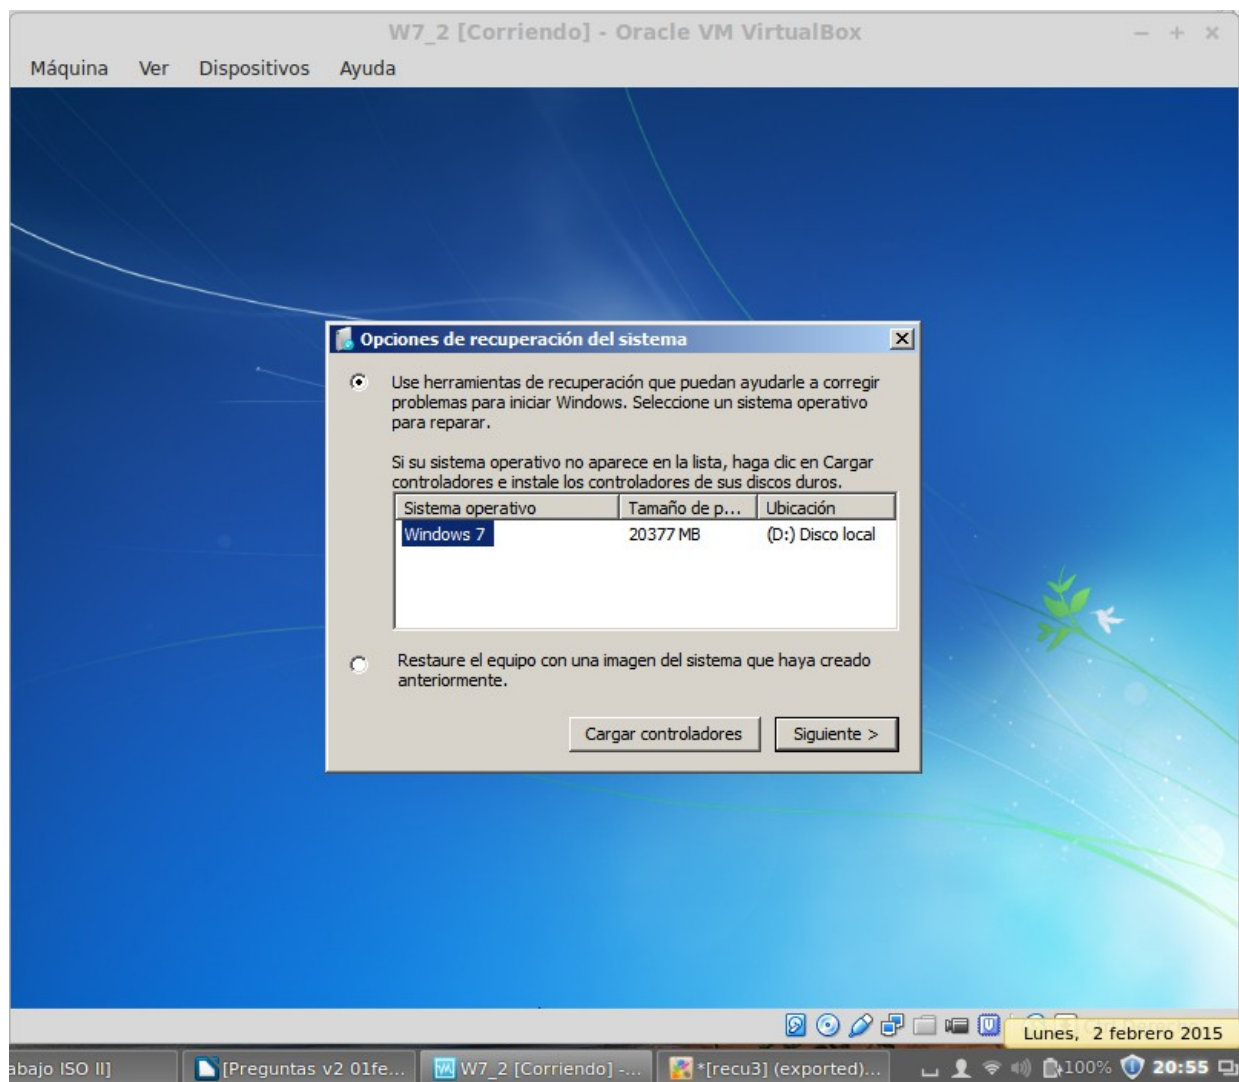 W7_2 [Corriendo] - Oracle VM VirtualBox
Máquina Ver Dispositivos Ayuda
Opciones de recuperación del sistema
Use herramientas de recuperación que puedan ayudarle a corregir
problemas para iniciar Windows. Seleccione un sistema operativo
para reparar.
Si su sistema operativo no aparece en la lista, haga clic en Cargar
controladores e instale los controladores de sus discos duros.
Sistema operativo Tamaño de p... Ubicación
Windows 7 20377 MB (D:) Disco local
Restaure el equipo con una imagen del sistema que haya creado
anteriormente.
Cargar controladores Siguiente >
Lunes, 2 febrero 2015
abajo ISO II] [Preguntas v2 01fe... W7_2 [Corriendo] -... *[recu3] (exported)... 100% 20:55